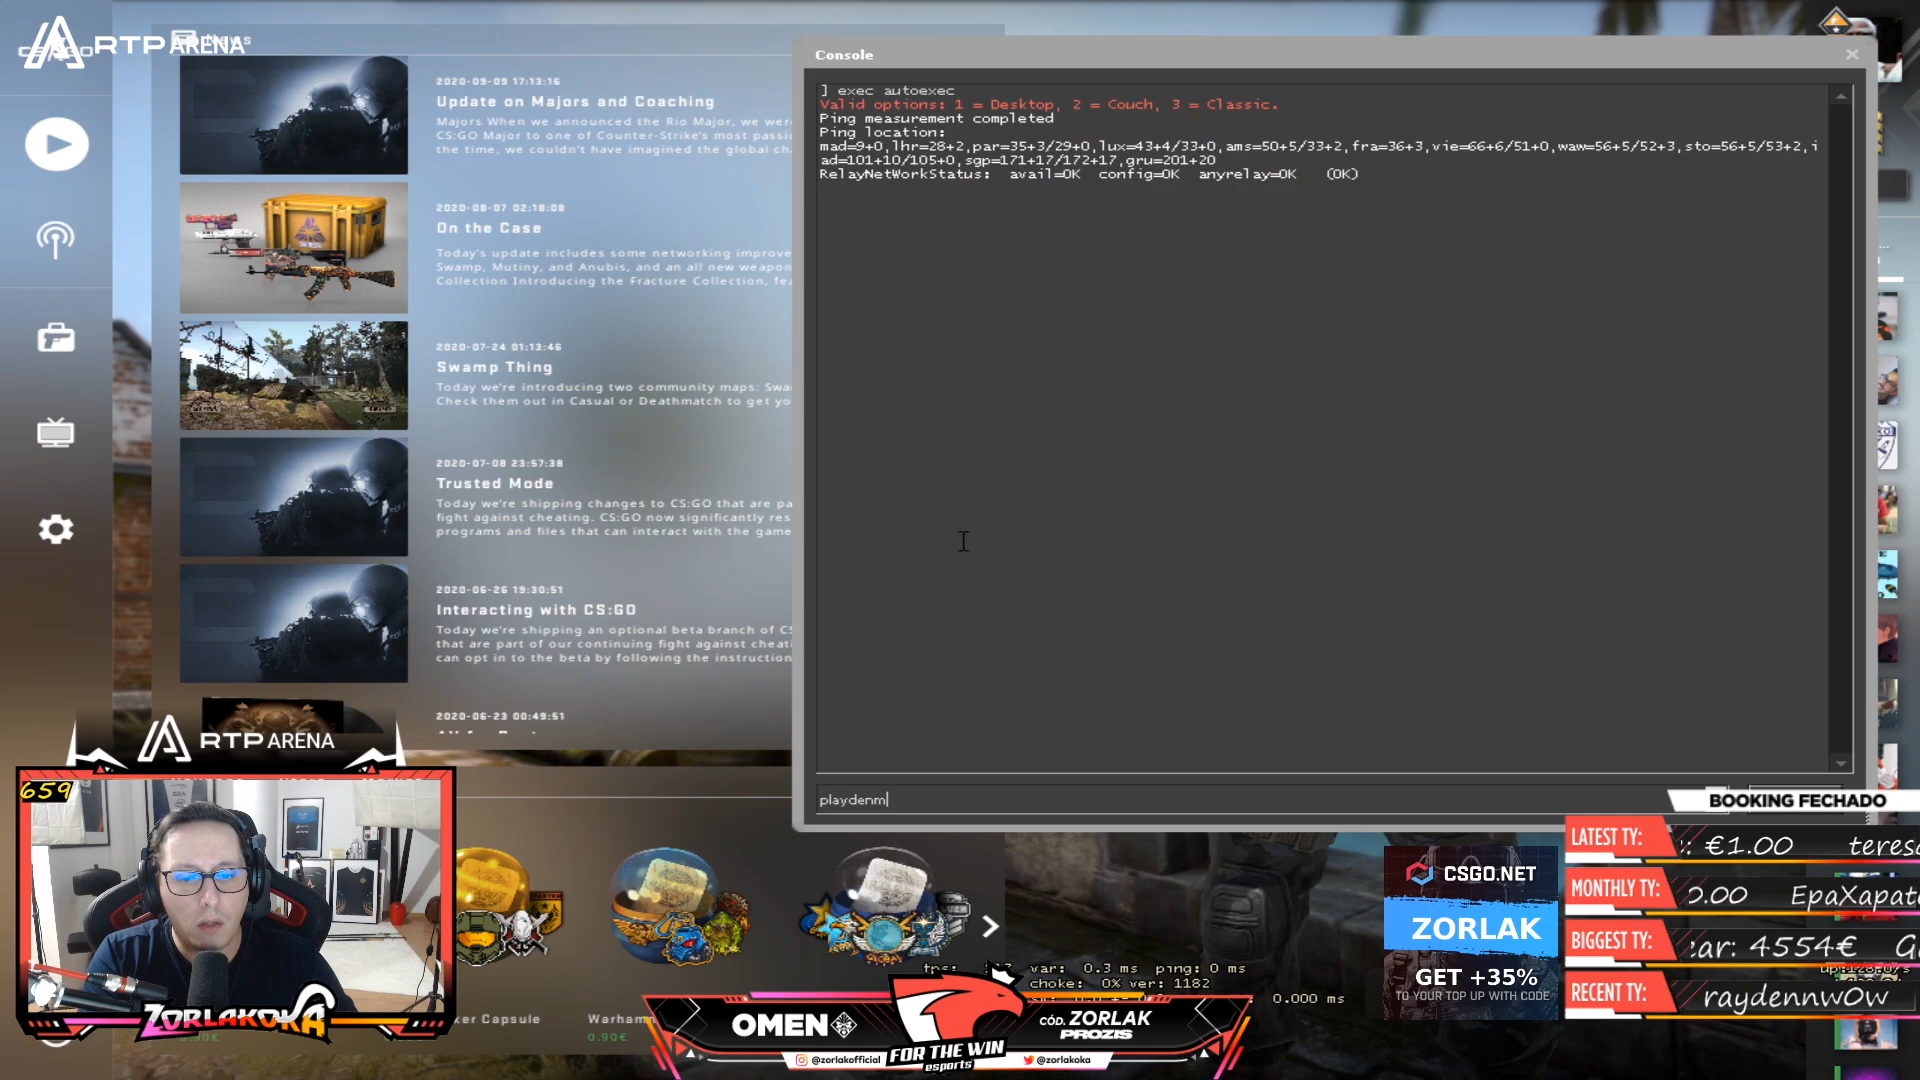 RTP ARENA
News
2020-09-09 17:13:16
Update on Majors and Coaching
Majors When we announced the Rio Major, we were
CS:GO Major to one of Counter-Strike's most passi
the time, we couldn't have imagined the global ch
2020-08-07 02:18:08
On the Case
Today's update includes some networking improve
Swamp, Mutiny, and Anubis, and an all new weapon
Collection Introducing the Fracture Collection, fea
2020-07-24 01:13:46
Swamp Thing
Today we're introducing two community maps: Swa
Check them out in Casual or Deathmatch to get yo
2020-07-08 23:57:38
Trusted Mode
Today we're shipping changes to CS:GO that are pa
fight against cheating. CS:GO now significantly res
programs and files that can interact with the game
2020-06-26 19:30:51
Interacting with CS:GO
Today we're shipping an optional beta branch of CS
that are part of our continuing fight against cheati
can opt in to the beta by following the instruction
2020-06-23 00:49:51
Console
] exec autoexec
Valid options: 1 = Desktop, 2 = Couch, 3 = Classic.
Ping measurement completed
Ping location:
mad=9+0,lhr=28+2,par=35+3/29+0,lux=43+4/33+0,ams=50+5/33+2,fra=36+3,vie=66+6/51+0,waw=56+5/52+3,sto=56+5/53+2,i
ad=101+10/105+0,sgp=171+17/172+17,gru=201+20
RelayNetWorkStatus: avail=OK config=OK anyrelay=OK (OK)
playdenm
RTP ARENA
659
ZORLAKOKA
ker Capsule
Warhamm
0.90€
var: 0.3 ms ping: 0 ms
choke: 0% ver: 1182
0.000 ms
OMEN
FOR THE WIN
esports
CÓD. ZORLAK
PROZIS
@zorlakofficial
@zorlakoka
CSGO.NET
ZORLAK
GET +35%
TO YOUR TOP UP WITH CODE
BOOKING FECHADO
LATEST TY: : €1.00 teres
MONTHLY TY: 0.00 EpaXapat
BIGGEST TY: ar: 4554€ G
RECENT TY: raydennw0w